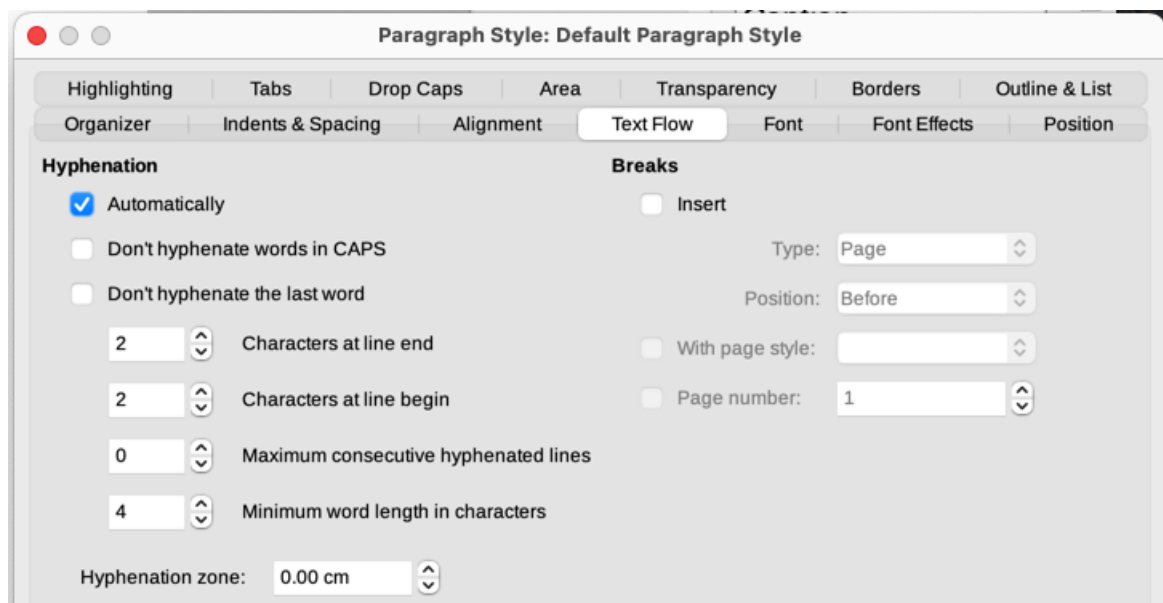 Paragraph Style: Default Paragraph Style
Highlighting Tabs Drop Caps Area Transparency Borders Outline & List
Organizer Indents & Spacing Alignment Text Flow Font Font Effects Position
Hyphenation Breaks
Automatically Insert
Don't hyphenate words in CAPS Type: Page
Don't hyphenate the last word Position: Before
2 Characters at line end With page style:
2 Characters at line begin Page number: 1
0 Maximum consecutive hyphenated lines
4 Minimum word length in characters
Hyphenation zone: 0.00 cm